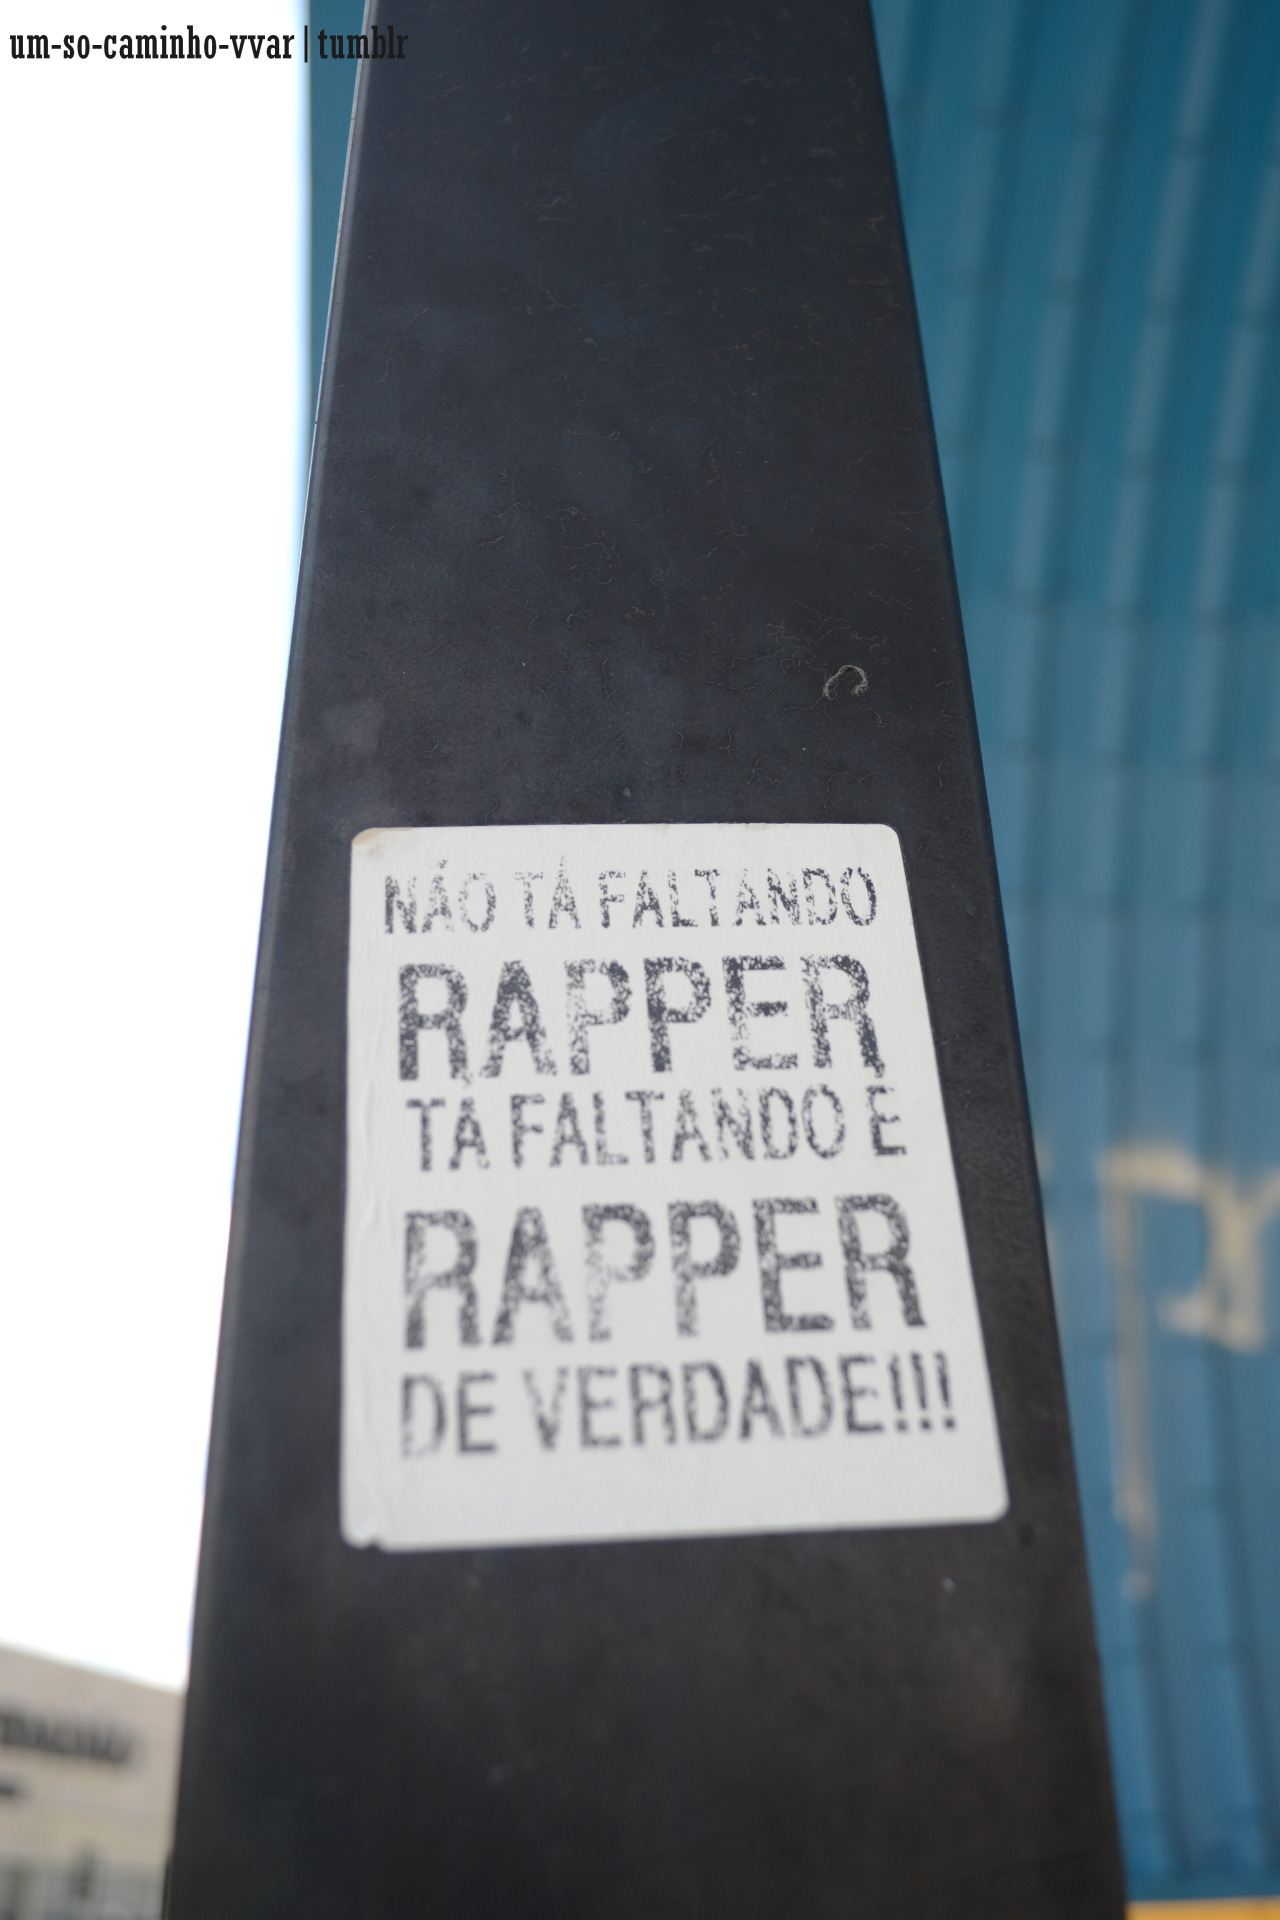 um-so-caminho-vvar | tumblr
NÃO TÁ FALTANDO
RAPPER
TÁ FALTANDO É
RAPPER
DE VERDADE!!!